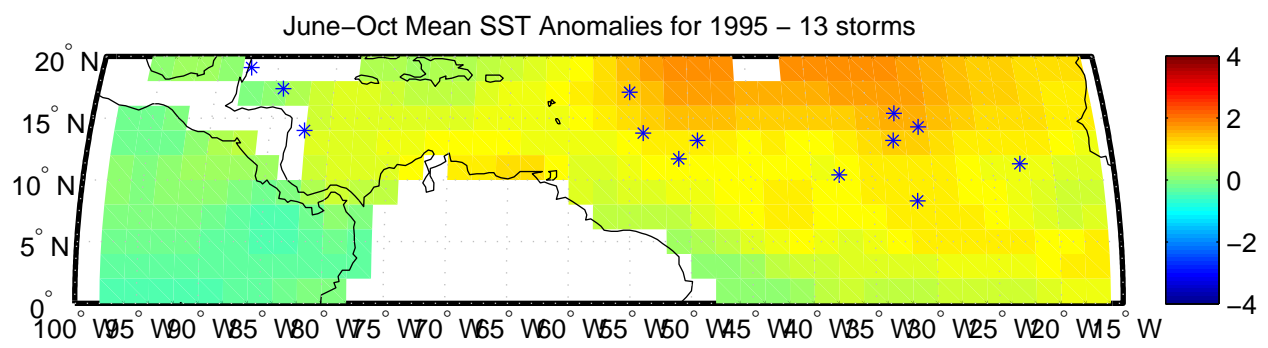 June–Oct Mean SST Anomalies for 1995 – 13 storms
20° N
15° N
10° N
5° N
0°
100° W 95° W 90° W 85° W 80° W 75° W 70° W 65° W 60° W 55° W 50° W 45° W 40° W 35° W 30° W 25° W 20° W 15° W
4
2
0
–2
–4